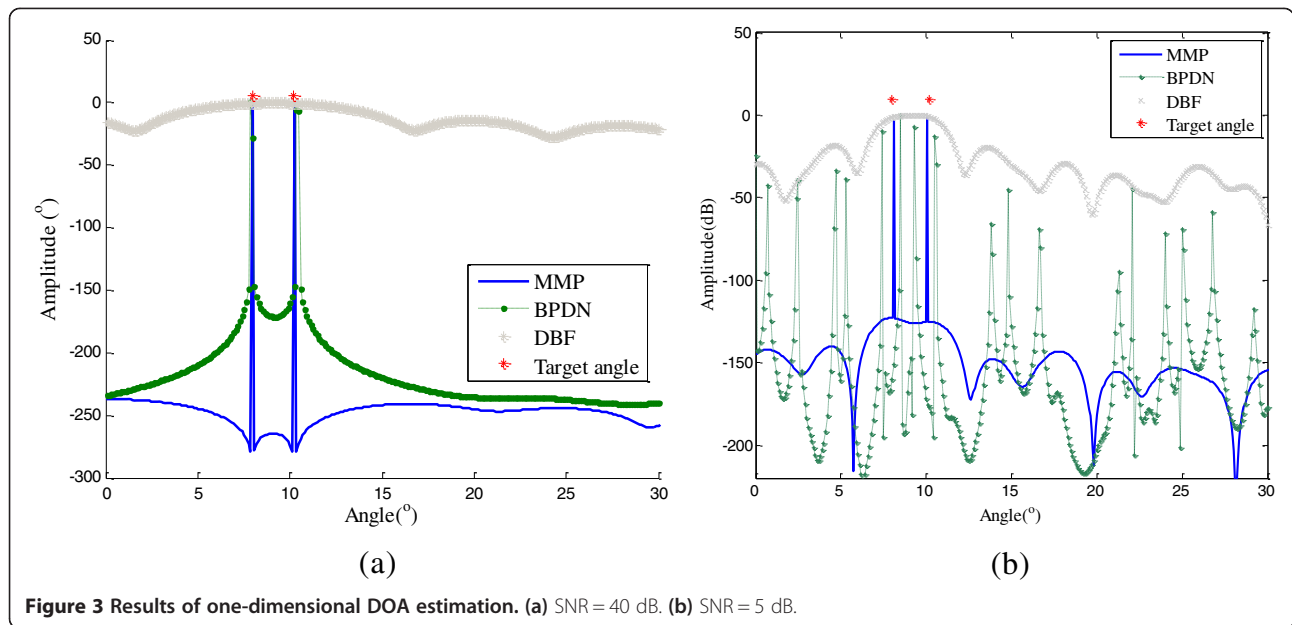 50
0
-50
-100
-150
-200
-250
-300
Amplitude (o)
0 5 10 15 20 25 30
Angle(o)
MMP
BPDN
DBF
Target angle
(a)
50
0
-50
-100
-150
-200
Amplitude(dB)
0 5 10 15 20 25 30
Angle(o)
MMP
BPDN
DBF
Target angle
(b)
Figure 3 Results of one-dimensional DOA estimation. (a) SNR = 40 dB. (b) SNR = 5 dB.